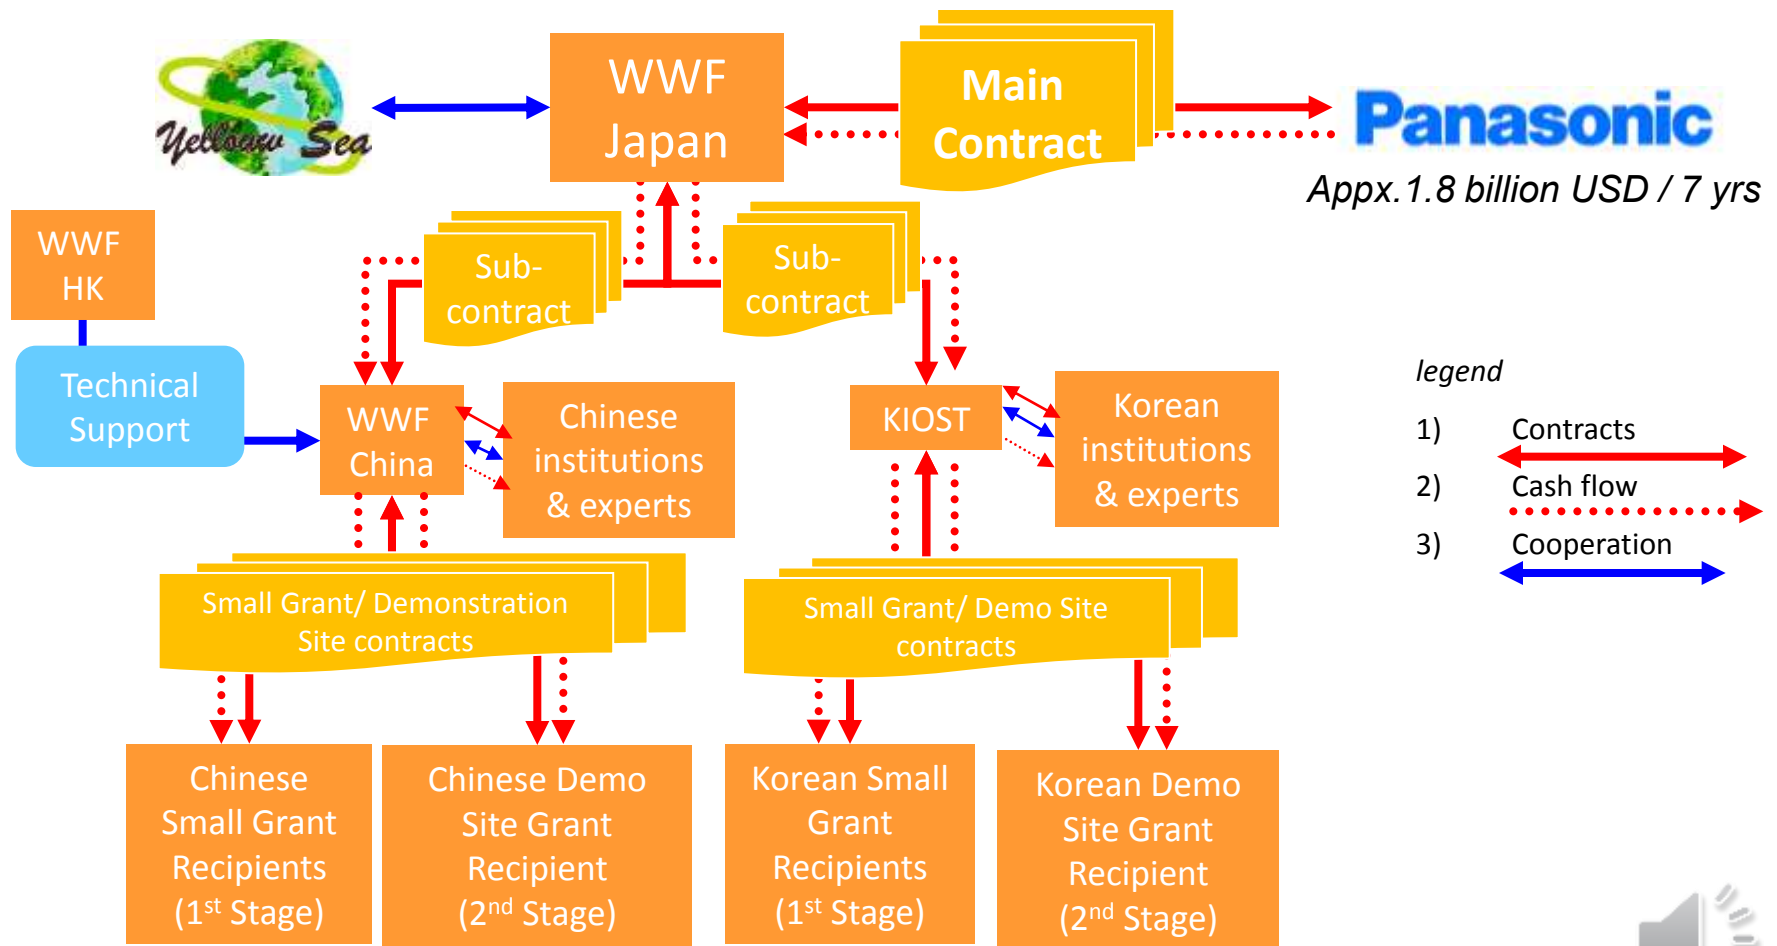 Yellow Sea
WWF
Japan
Main
Contract
Panasonic
Appx.1.8 billion USD / 7 yrs
WWF
HK
Technical
Support
Sub-
contract
Sub-
contract
WWF
China
Chinese
institutions
& experts
KIOST
Korean
institutions
& experts
legend
1) Contracts
2) Cash flow
3) Cooperation
Small Grant/ Demonstration
Site contracts
Small Grant/ Demo Site
contracts
Chinese
Small Grant
Recipients
(1st Stage)
Chinese Demo
Site Grant
Recipient
(2nd Stage)
Korean Small
Grant
Recipients
(1st Stage)
Korean Demo
Site Grant
Recipient
(2nd Stage)